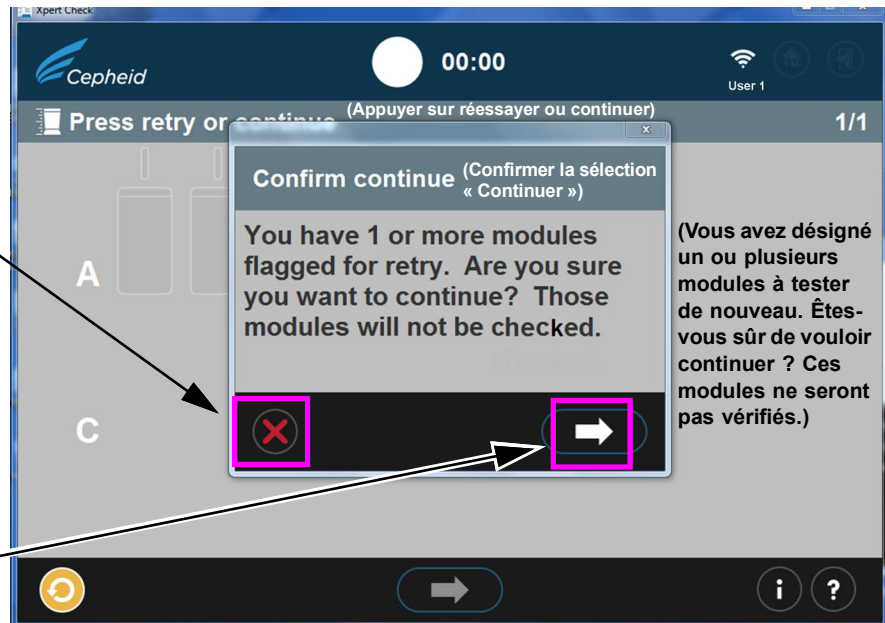 Xpert Check
Cepheid
00:00
User 1
Press retry or continue
(Appuyer sur réessayer ou continuer)
1/1
Confirm continue
(Confirmer la sélection
« Continuer »)
You have 1 or more modules
flagged for retry. Are you sure
you want to continue? Those
modules will not be checked.
(Vous avez désigné
un ou plusieurs
modules à tester
de nouveau. Êtes-
vous sûr de vouloir
continuer ? Ces
modules ne seront
pas vérifiés.)
A
C
i
?